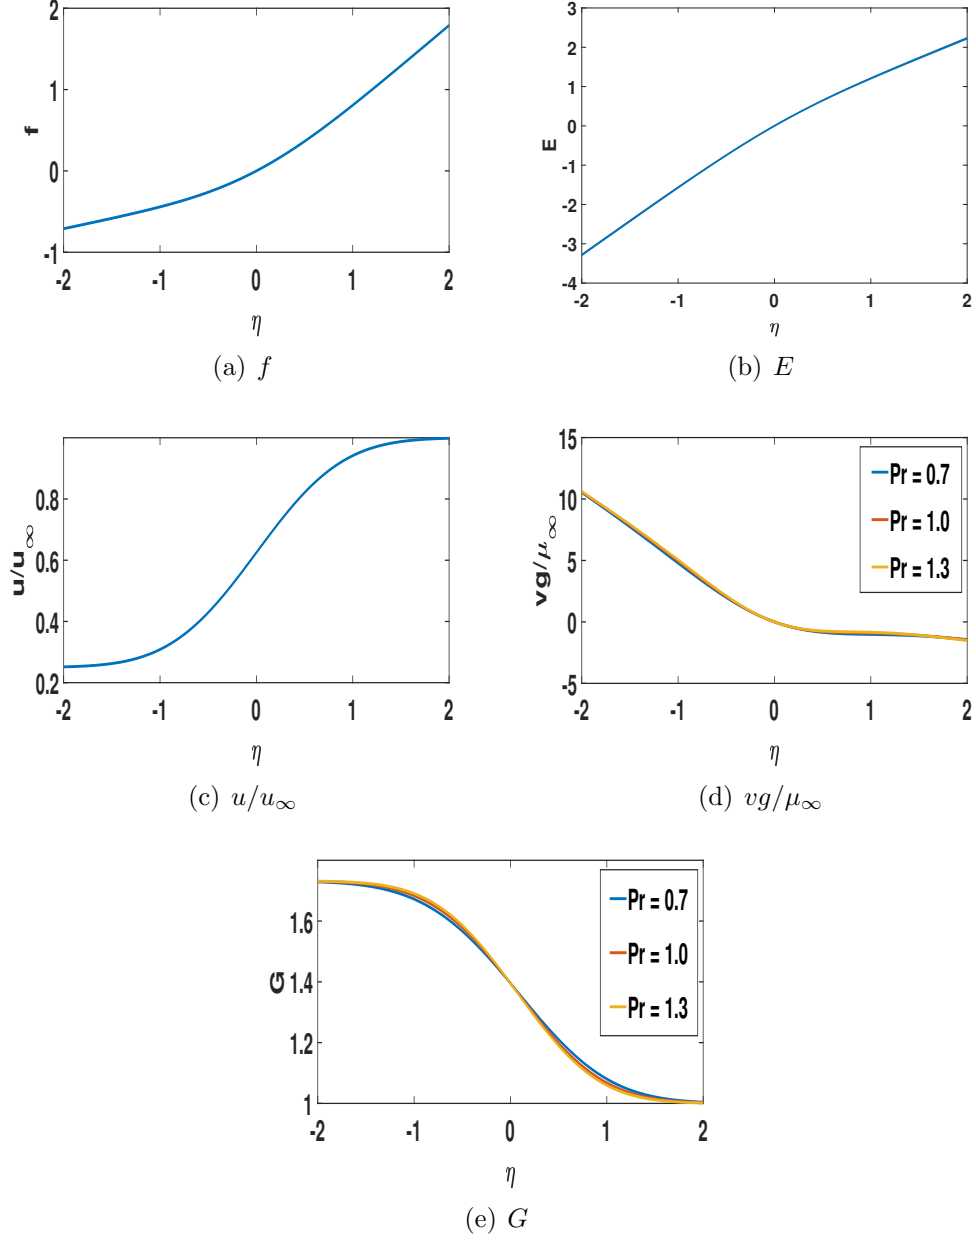 2
1
0
-1
f
-2 -1 0 1 2
η
(a) f
3
2
1
0
-1
-2
-3
-4
E
-2 -1 0 1 2
η
(b) E
0.8
0.6
0.4
0.2
u/u∞
-2 -1 0 1 2
η
(c) u/u∞
15
10
5
0
-5
vg/μ∞
Pr = 0.7
Pr = 1.0
Pr = 1.3
-2 -1 0 1 2
η
(d) vg/μ∞
1.6
1.4
1.2
1
G
Pr = 0.7
Pr = 1.0
Pr = 1.3
-2 -1 0 1 2
η
(e) G